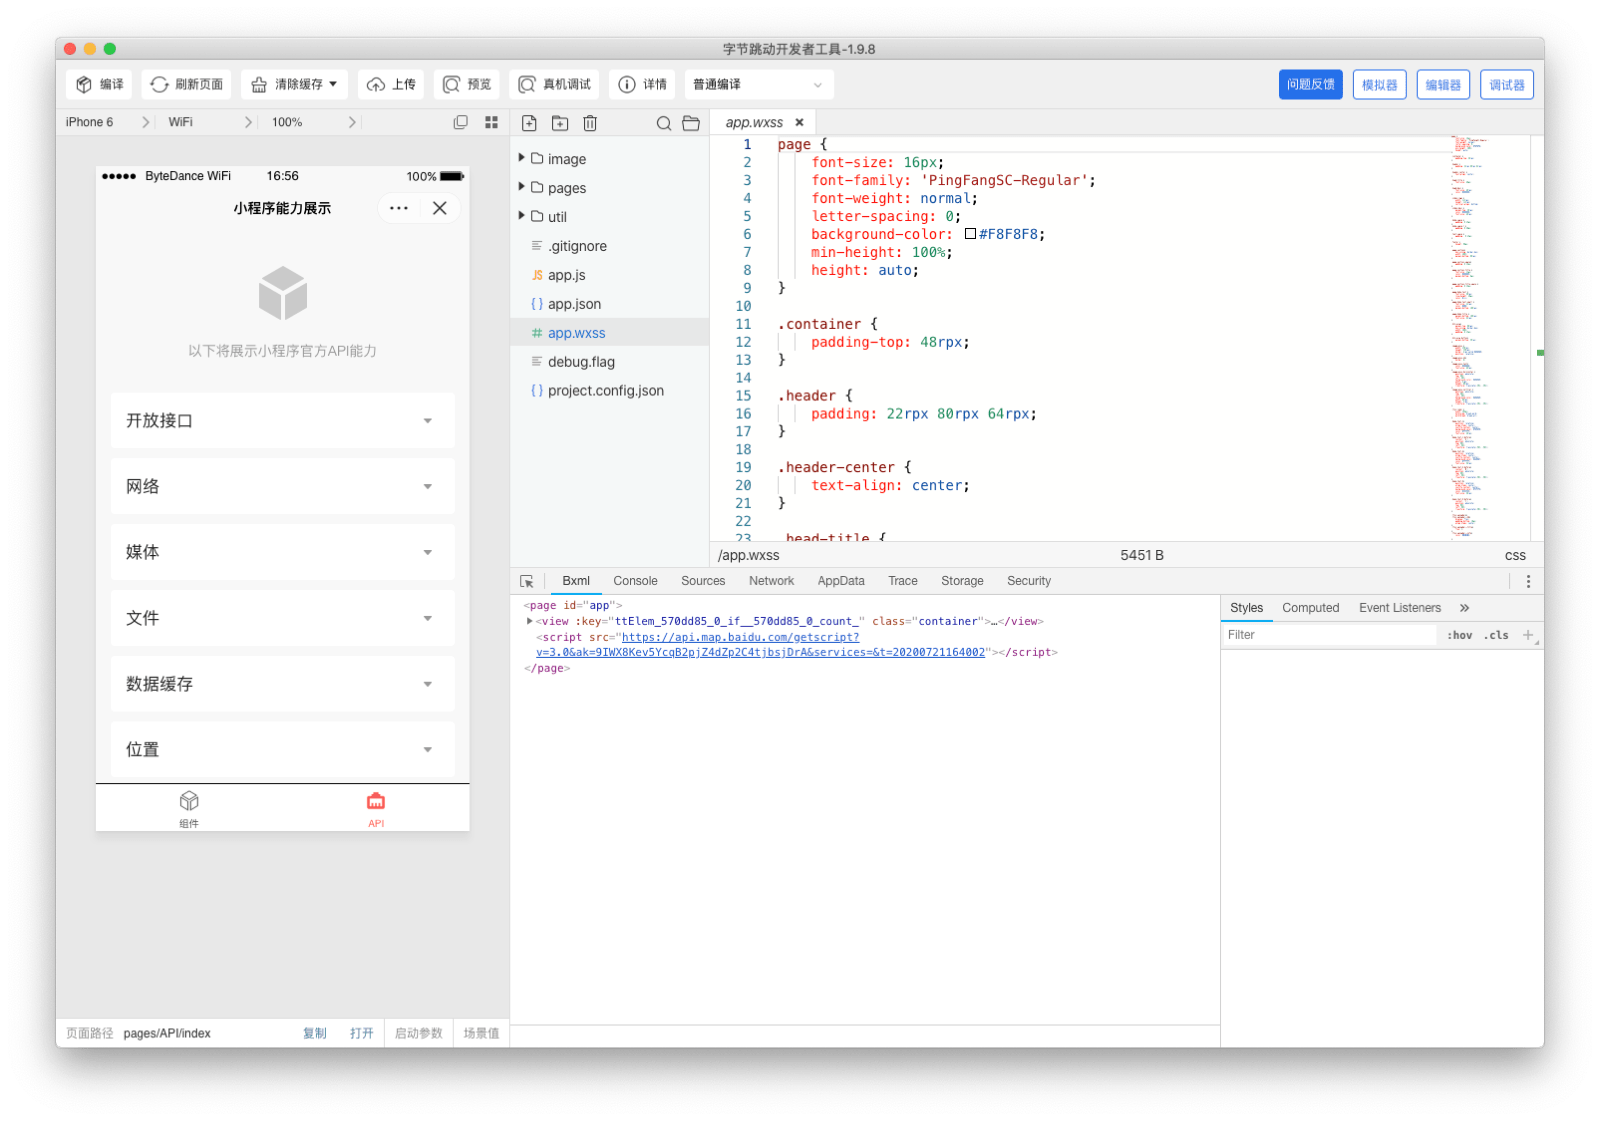 字节跳动开发者工具-1.9.8
编译 刷新页面 清除缓存 上传 预览 真机调试 详情 普通编译 问题反馈 模拟器 编辑器 调试器
iPhone 6 WiFi 100%
●●●●● ByteDance WiFi 16:56 100%
小程序能力展示
以下将展示小程序官方API能力
开放接口
网络
媒体
文件
数据缓存
位置
组件 API
页面路径 pages/API/index 复制 打开 启动参数 场景值
image
pages
util
.gitignore
JS app.js
{ } app.json
# app.wxss
debug.flag
{ } project.config.json
app.wxss ×
1 page {
2 font-size: 16px;
3 font-family: 'PingFangSC-Regular';
4 font-weight: normal;
5 letter-spacing: 0;
6 background-color: #F8F8F8;
7 min-height: 100%;
8 height: auto;
9 }
10
11 .container {
12 padding-top: 48rpx;
13 }
14
15 .header {
16 padding: 22rpx 80rpx 64rpx;
17 }
18
19 .header-center {
20 text-align: center;
21 }
22
23 .head-title {
/app.wxss 5451 B css
Bxml Console Sources Network AppData Trace Storage Security
<page id="app">
<view :key="ttElem_570dd85_0_if__570dd85_0_count_" class="container">…</view>
<script src="https://api.map.baidu.com/getscript?
v=3.0&ak=9IWX8Kev5YcqB2pjZ4dZp2C4tjbsjDrA&services=&t=20200721164002"></script>
</page>
Styles Computed Event Listeners »
Filter :hov .cls +